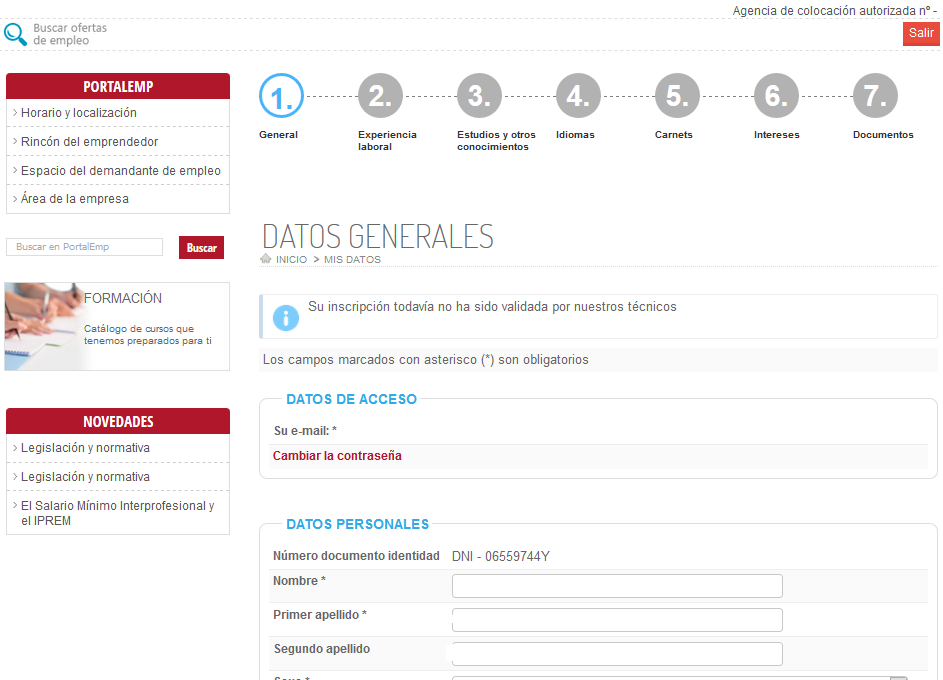 Agencia de colocación autorizada nº -
Buscar ofertas
de empleo
Salir
PORTALEMP
Horario y localización
Rincón del emprendedor
Espacio del demandante de empleo
Área de la empresa
Buscar en PortalEmp
Buscar
FORMACIÓN
Catálogo de cursos que
tenemos preparados para ti
NOVEDADES
Legislación y normativa
Legislación y normativa
El Salario Mínimo Interprofesional y
el IPREM
1. 2. 3. 4. 5. 6. 7.
General
Experiencia
laboral
Estudios y otros
conocimientos
Idiomas
Carnets
Intereses
Documentos
DATOS GENERALES
INICIO > MIS DATOS
Su inscripción todavía no ha sido validada por nuestros técnicos
Los campos marcados con asterisco (*) son obligatorios
DATOS DE ACCESO
Su e-mail: *
Cambiar la contraseña
DATOS PERSONALES
Número documento identidad DNI - 06559744Y
Nombre *
Primer apellido *
Segundo apellido